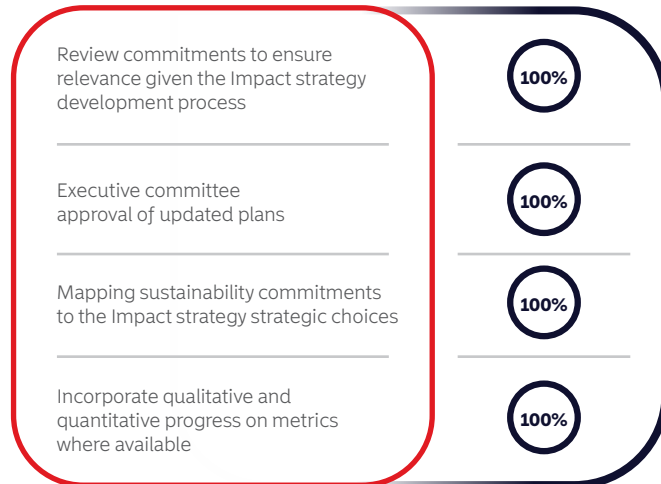 Review commitments to ensure
relevance given the Impact strategy
development process
100%
Executive committee
approval of updated plans
100%
Mapping sustainability commitments
to the Impact strategy strategic choices
100%
Incorporate qualitative and
quantitative progress on metrics
where available
100%